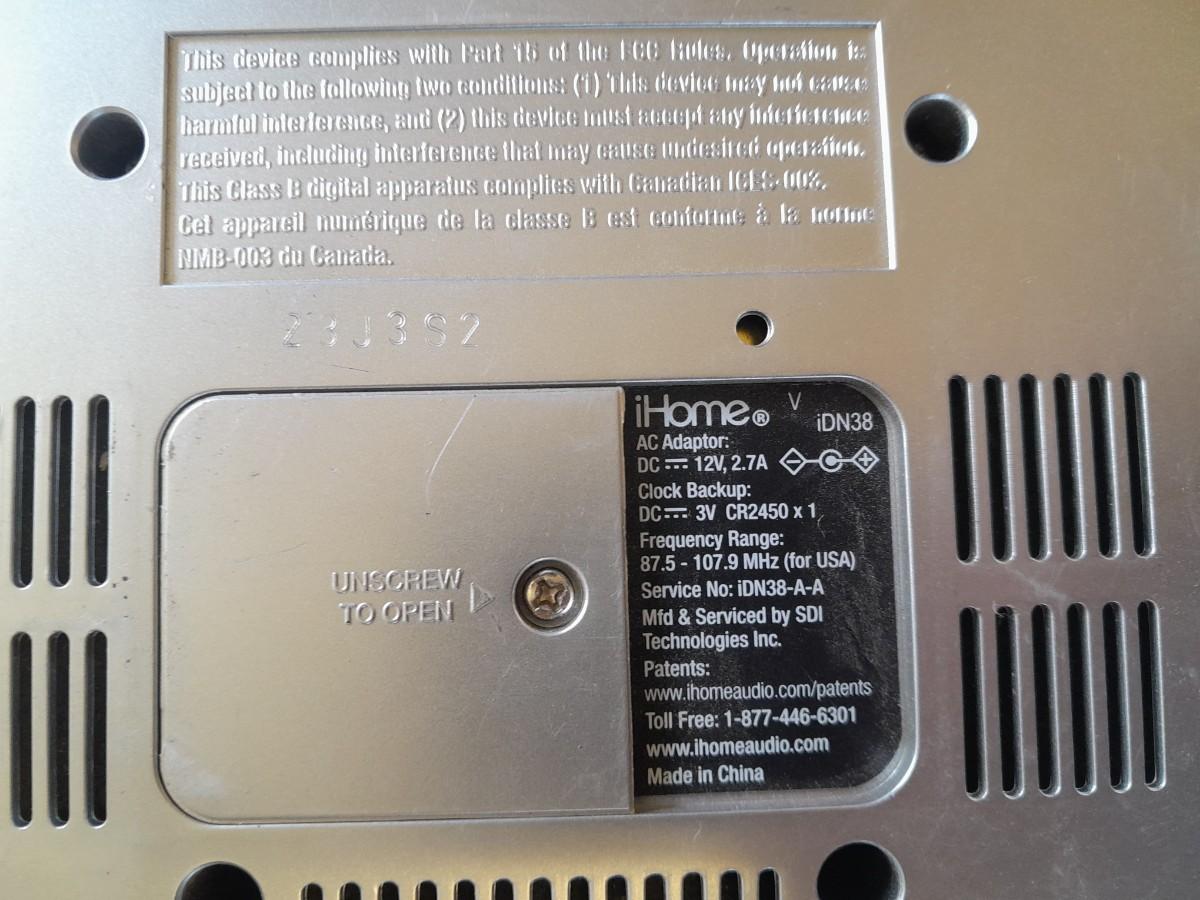 This device complies with Part 15 of the FCC Rules. Operation is
subject to the following two conditions: (1) This device may not cause
harmful interference, and (2) this device must accept any interference
received, including interference that may cause undesired operation.
This Class B digital apparatus complies with Canadian ICES-003.
Cet appareil numérique de la classe B est conforme à la norme
NMB-003 du Canada.
23J3S2
UNSCREW
TO OPEN
iHome® V iDN38
AC Adaptor:
DC 12V, 2.7A
Clock Backup:
DC 3V CR2450 x 1
Frequency Range:
87.5 - 107.9 MHz (for USA)
Service No: iDN38-A-A
Mfd & Serviced by SDI
Technologies Inc.
Patents:
www.ihomeaudio.com/patents
Toll Free: 1-877-446-6301
www.ihomeaudio.com
Made in China